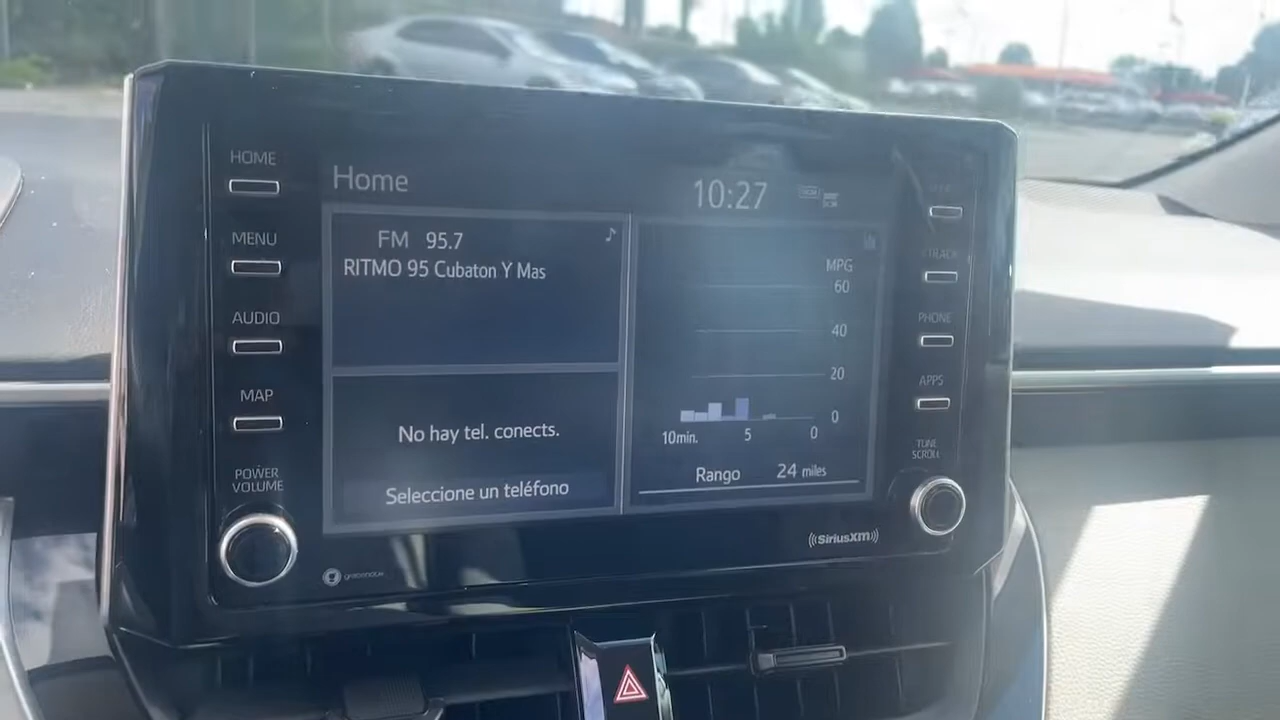 HOME
MENU
AUDIO
MAP
POWER
VOLUME
Home
10:27
FM 95.7
RITMO 95 Cubaton Y Mas
No hay tel. conects.
Seleccione un teléfono
MPG
60
40
20
0
10min. 5 0
Rango 24 miles
TRACK
PHONE
APPS
TUNE
SCROLL
SiriusXM